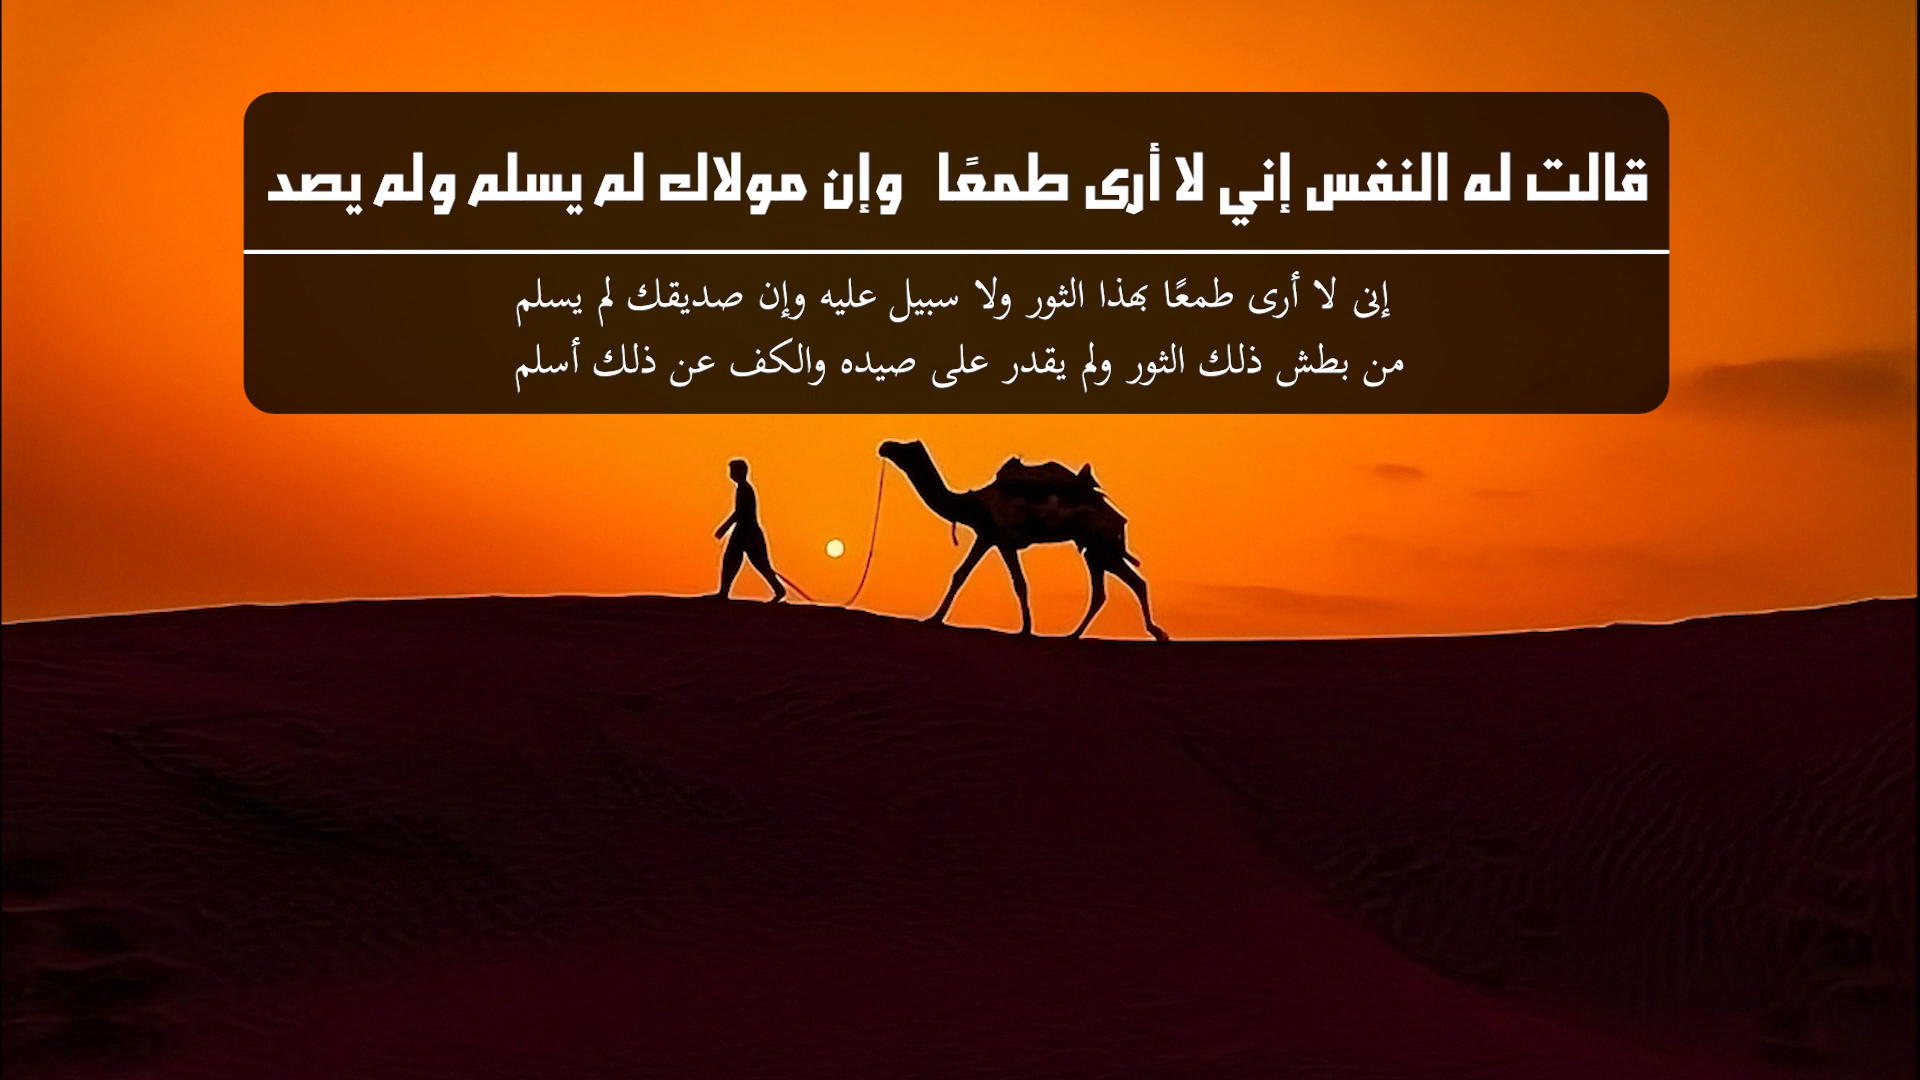 قالت له النفس إني لا أرى طمعًا وإن مولاك لم يسلم ولم يصد
إنى لا أرى طمعًا بهذا الثور ولا سبيل عليه وإن صديقك لم يسلم
من بطش ذلك الثور ولم يقدر على صيده والكف عن ذلك أسلم